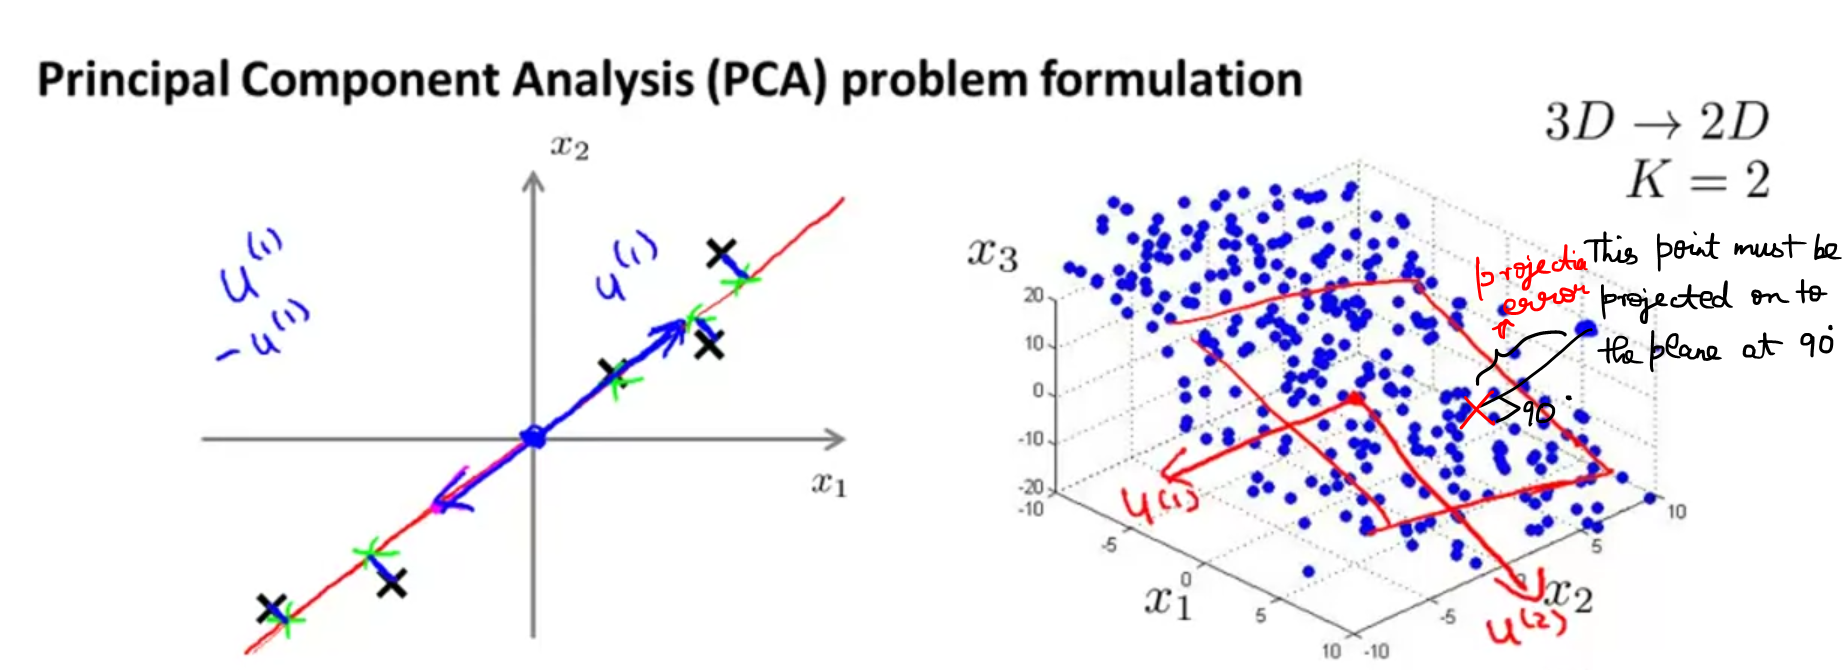 Principal Component Analysis (PCA) problem formulation
3D → 2D
K = 2
x₂
x₁
u⁽¹⁾
-u⁽¹⁾
u⁽¹⁾
x₃
projectio
error
This point must be
projected on to
the plane at 90°
90°
20
10
0
-10
-20
-10
-5
0
5
10
-10
-5
5
10
x₁
x₂
u⁽¹⁾
u⁽²⁾